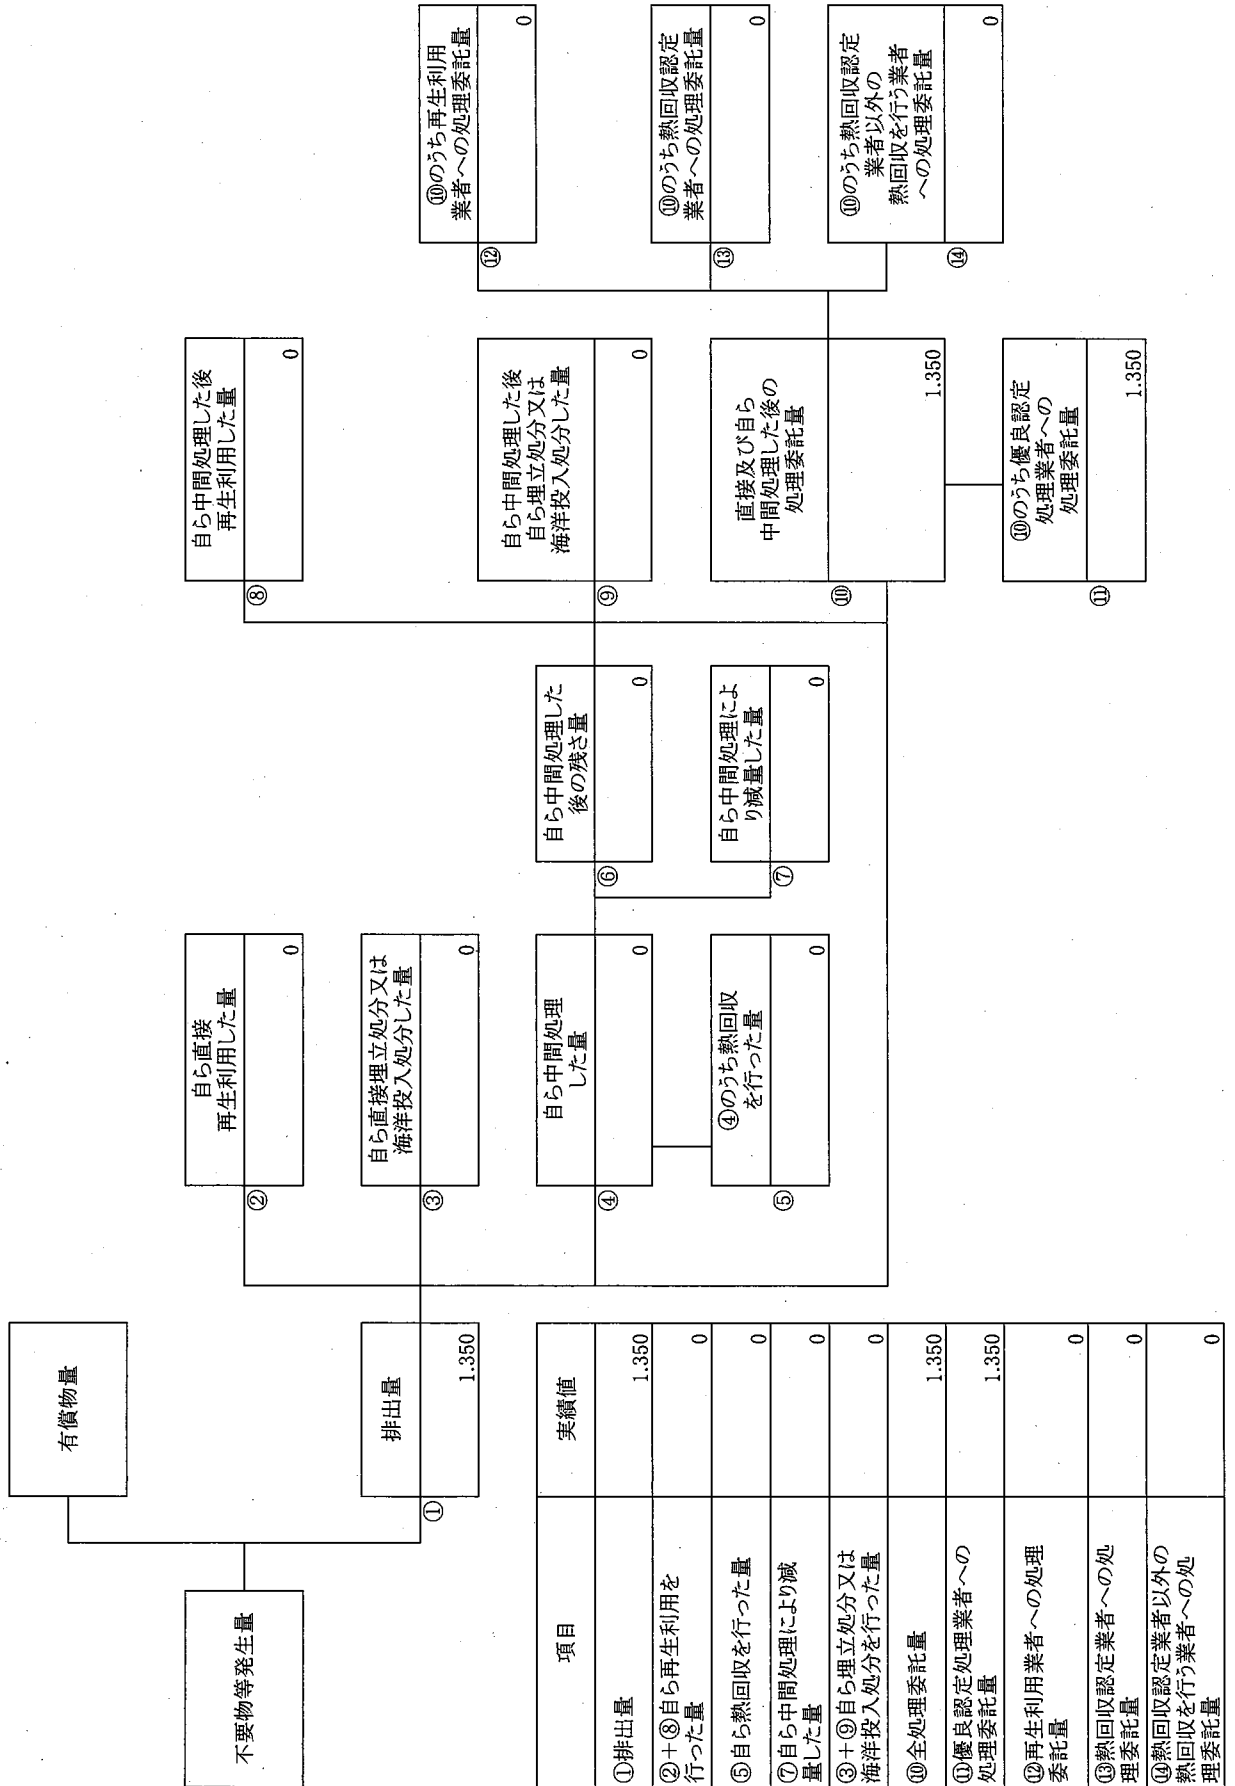 有償物量
不要物等発生量
排出量
①
1.350
自ら直接
再生利用した量
②
0
自ら直接埋立処分又は
海洋投入処分した量
③
0
自ら中間処理
した量
④
0
④のうち熱回収
を行った量
⑤
0
自ら中間処理した
後の残さ量
⑥
0
自ら中間処理によ
り減量した量
⑦
0
自ら中間処理した後
再生利用した量
⑧
0
自ら中間処理した後
自ら埋立処分又は
海洋投入処分した量
⑨
0
直接及び自ら
中間処理した後の
処理委託量
⑩
1.350
⑩のうち優良認定
処理業者への
処理委託量
⑪
1.350
⑩のうち再生利用
業者への処理委託量
⑫
0
⑩のうち熱回収認定
業者への処理委託量
⑬
0
⑩のうち熱回収認定
業者以外の
熱回収を行う業者
への処理委託量
⑭
0
項目
実績値
①排出量
1.350
②+⑧自ら再生利用を
行った量
0
⑤自ら熱回収を行った量
0
⑦自ら中間処理により減
量した量
0
③+⑨自ら埋立処分又は
海洋投入処分を行った量
0
⑩全処理委託量
1.350
⑪優良認定処理業者への
処理委託量
1.350
⑫再生利用業者への処理
委託量
0
⑬熱回収認定業者への処
理委託量
0
⑭熱回収認定業者以外の
熱回収を行う業者への処
理委託量
0